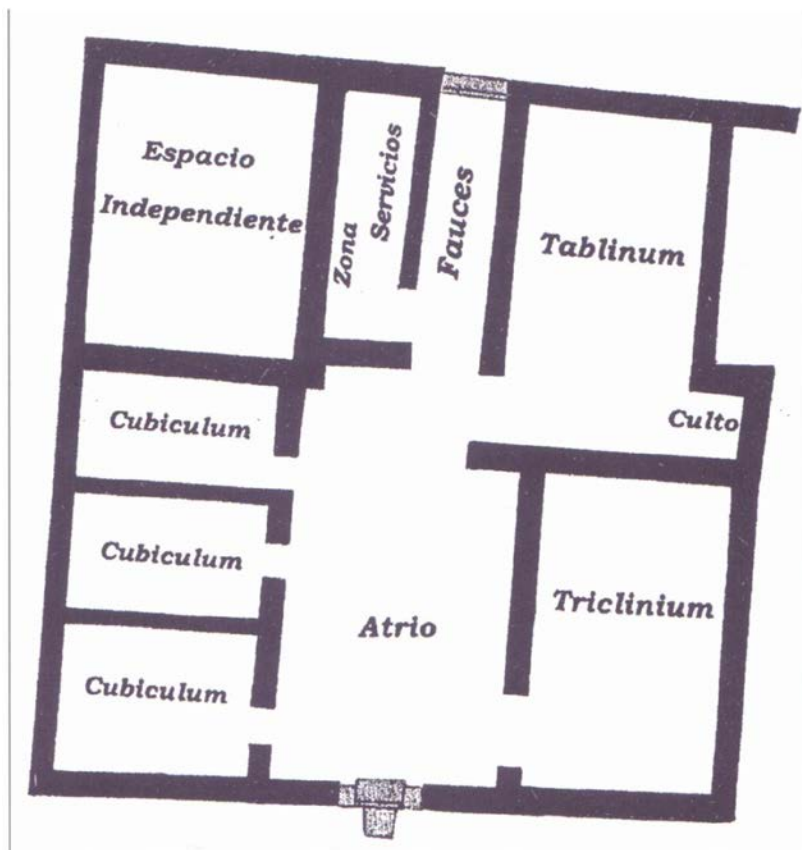 Espacio
Independiente
Zona
Servicios
Fauces
Tablinum
Culto
Cubiculum
Cubiculum
Cubiculum
Atrio
Triclinium